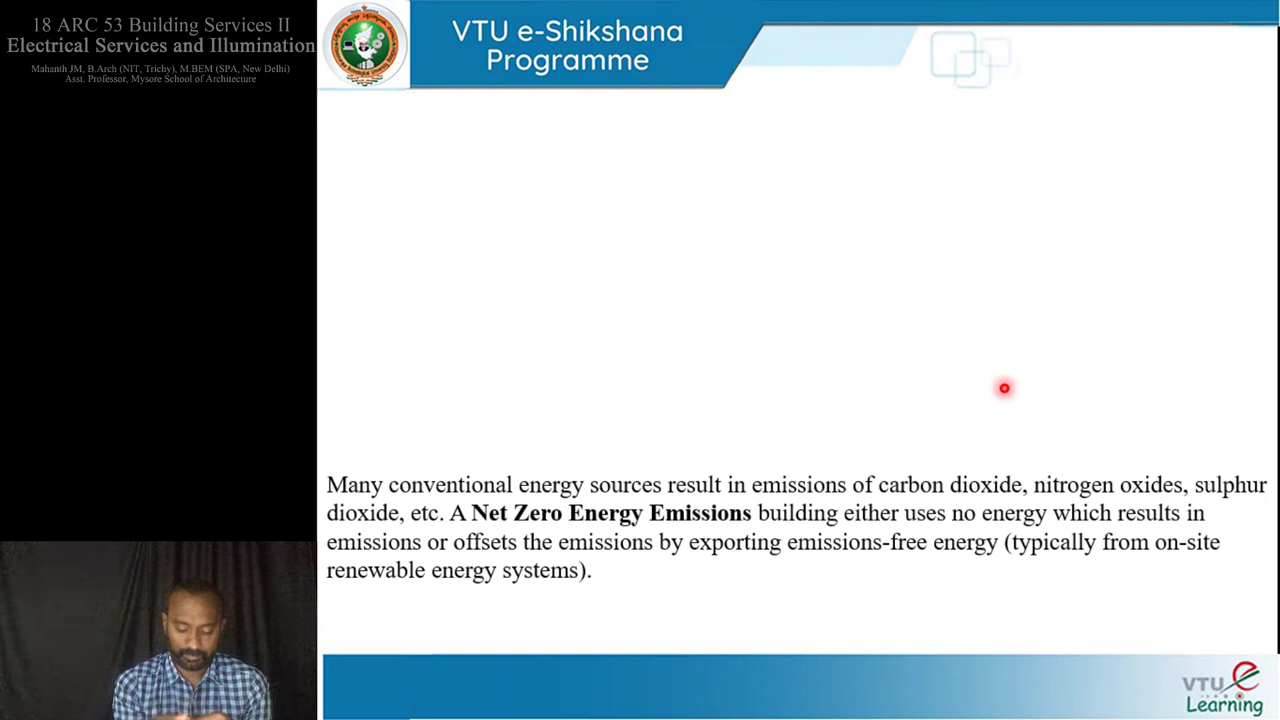 18 ARC 53 Building Services II
Electrical Services and Illumination
Mahanth JM, B.Arch (NIT, Trichy), M.BEM (SPA, New Delhi)
Asst. Professor, Mysore School of Architecture
VTU e-Shikshana
Programme
Many conventional energy sources result in emissions of carbon dioxide, nitrogen oxides, sulphur
dioxide, etc. A Net Zero Energy Emissions building either uses no energy which results in
emissions or offsets the emissions by exporting emissions-free energy (typically from on-site
renewable energy systems).
VTU e
Learning